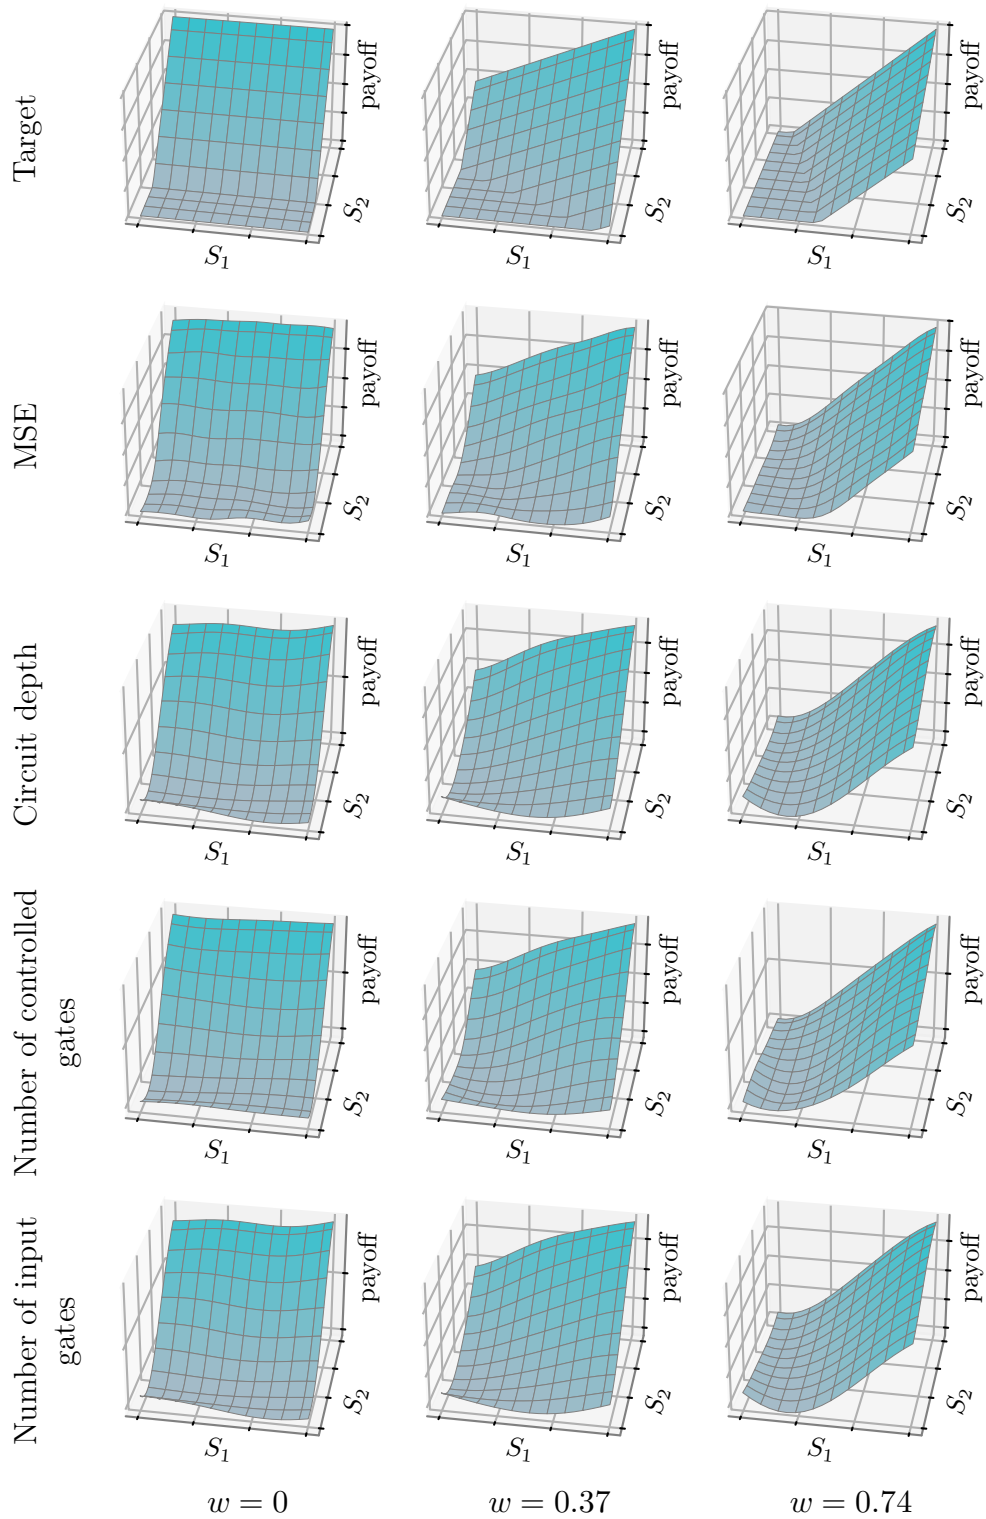 Target
payoff
S₂
S₁
payoff
S₂
S₁
payoff
S₂
S₁
MSE
payoff
S₂
S₁
payoff
S₂
S₁
payoff
S₂
S₁
Circuit depth
payoff
S₂
S₁
payoff
S₂
S₁
payoff
S₂
S₁
Number of controlled
gates
payoff
S₂
S₁
payoff
S₂
S₁
payoff
S₂
S₁
Number of input
gates
payoff
S₂
S₁
payoff
S₂
S₁
payoff
S₂
S₁
w = 0
w = 0.37
w = 0.74